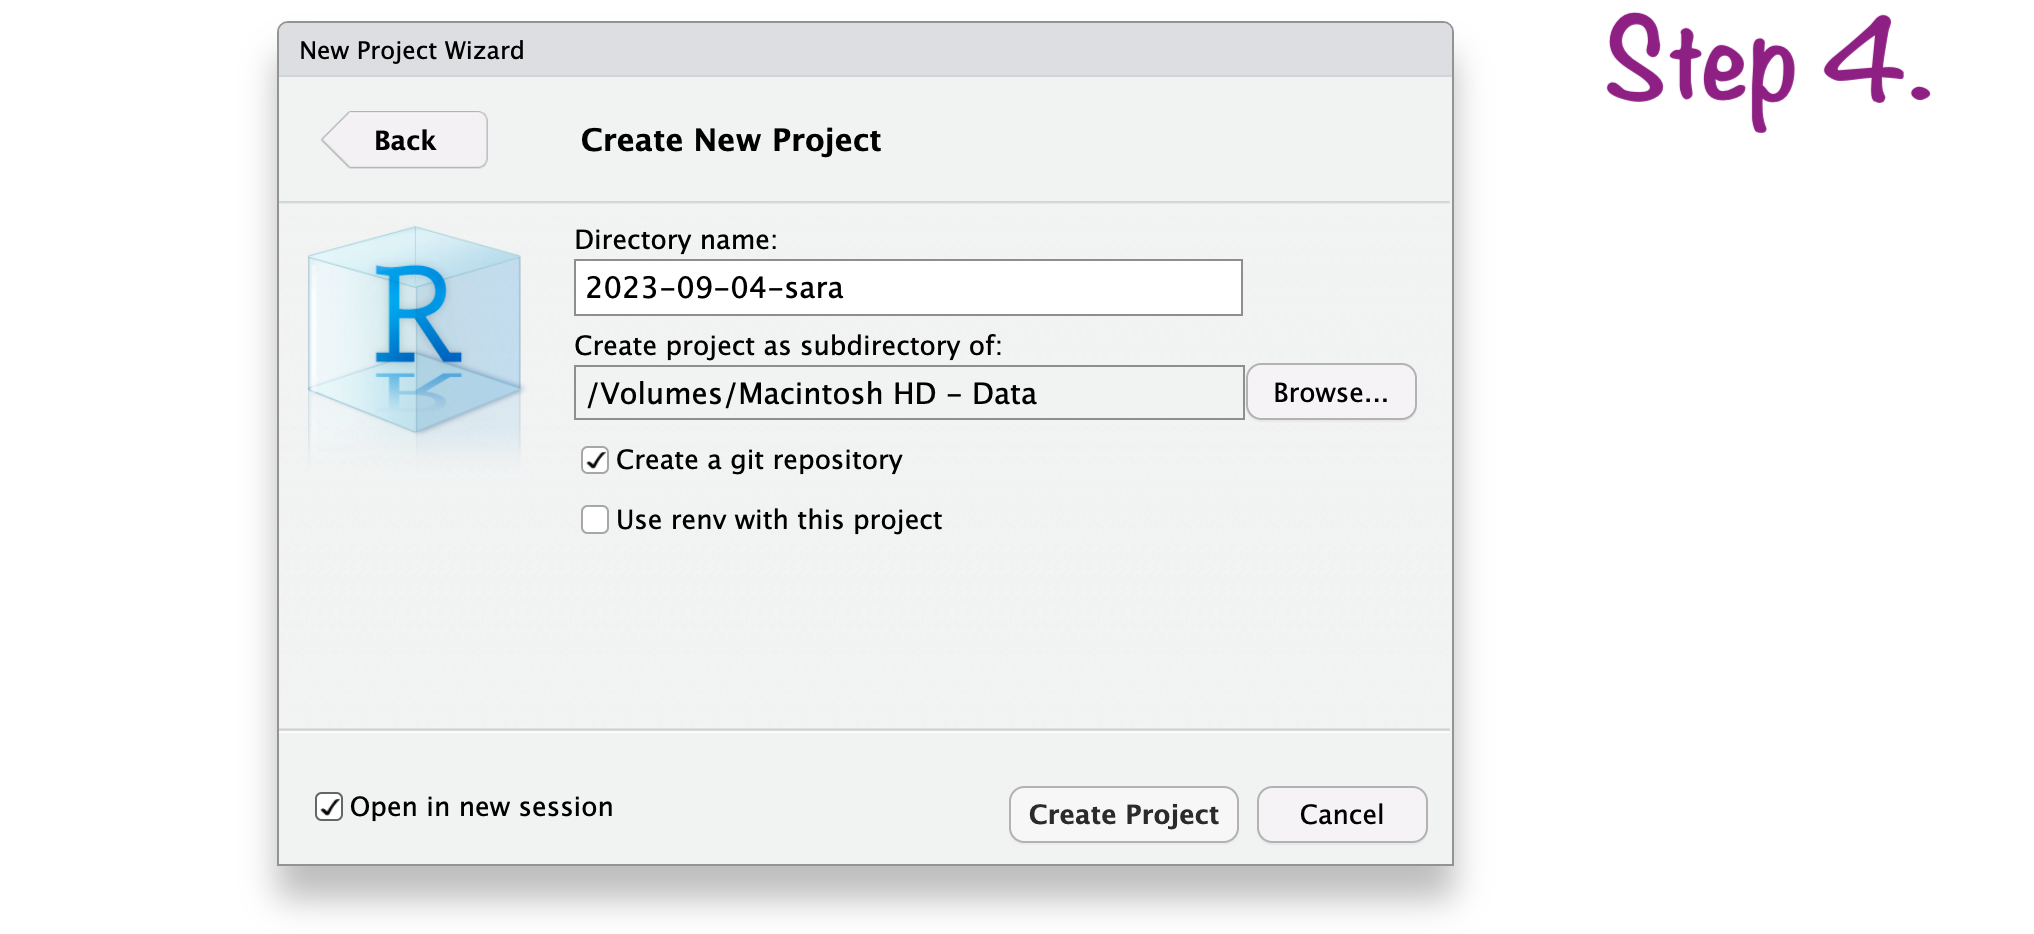 New Project Wizard
Step 4.
Back
Create New Project
R
Directory name:
2023-09-04-sara
Create project as subdirectory of:
/Volumes/Macintosh HD – Data
Browse...
Create a git repository
Use renv with this project
Open in new session
Create Project
Cancel